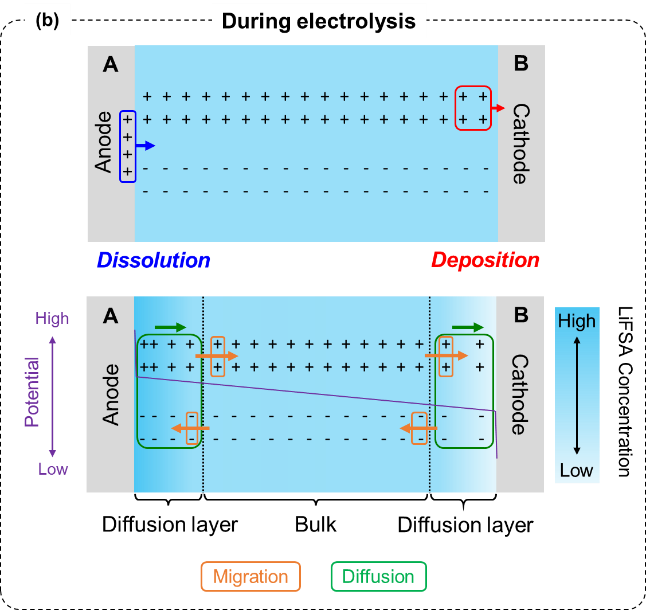 (b)
During electrolysis
A
B
+ + + + + + + + + + + + + + + + + +
+ + + + + + + + + + + + + + + + + +
+
+
+
+
Anode
Cathode
- - - - - - - - - - - - - - - - - -
- - - - - - - - - - - - - - - - - -
Dissolution
Deposition
A
B
High
Potential
Low
Anode
Cathode
High
LiFSA Concentration
Low
Diffusion layer
Bulk
Diffusion layer
Migration
Diffusion